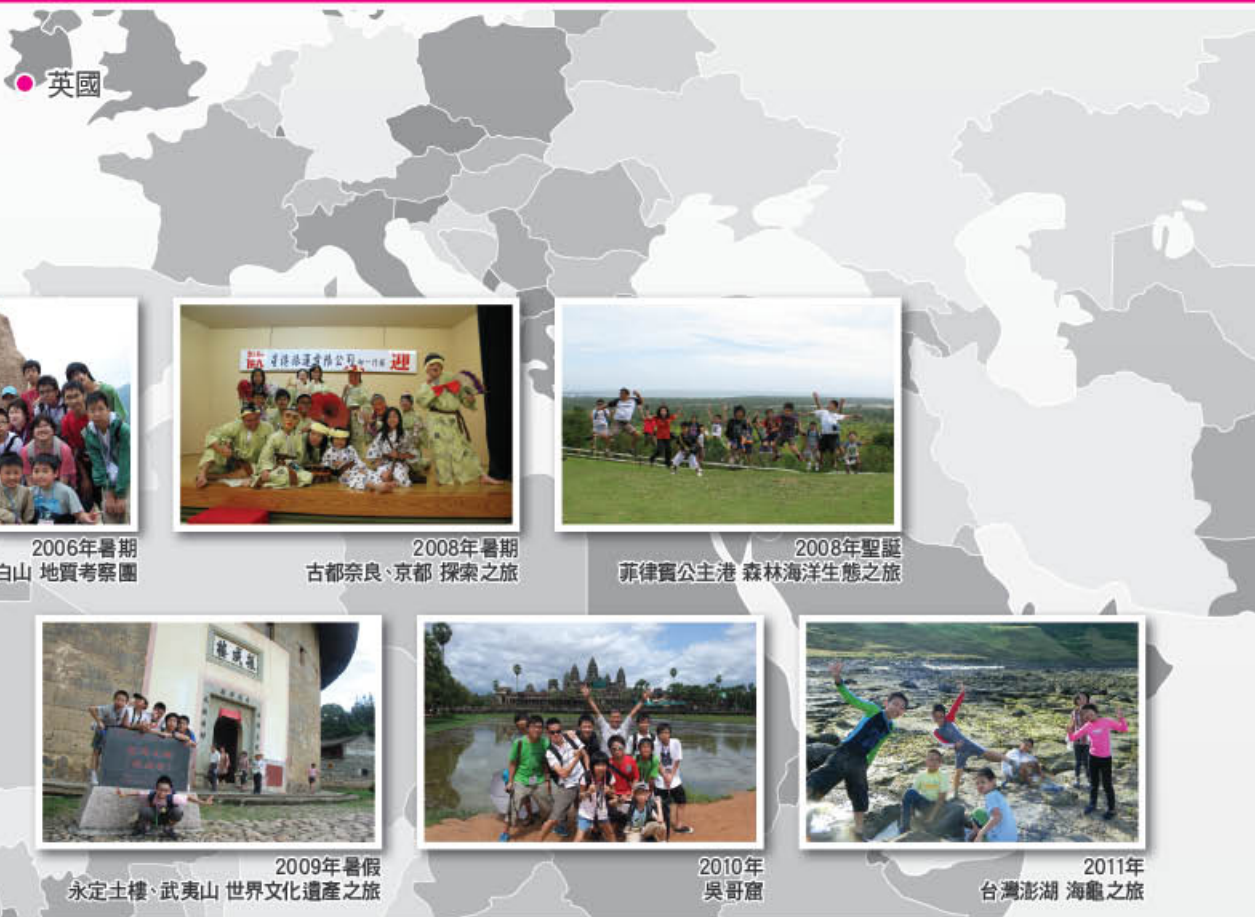 英國
2006年暑期
白山 地質考察團
2008年暑期
古都奈良、京都 探索之旅
2008年聖誕
菲律賓公主港 森林海洋生態之旅
振成樓
2009年暑假
永定土樓、武夷山 世界文化遺產之旅
2010年
吳哥窟
2011年
台灣澎湖 海龜之旅